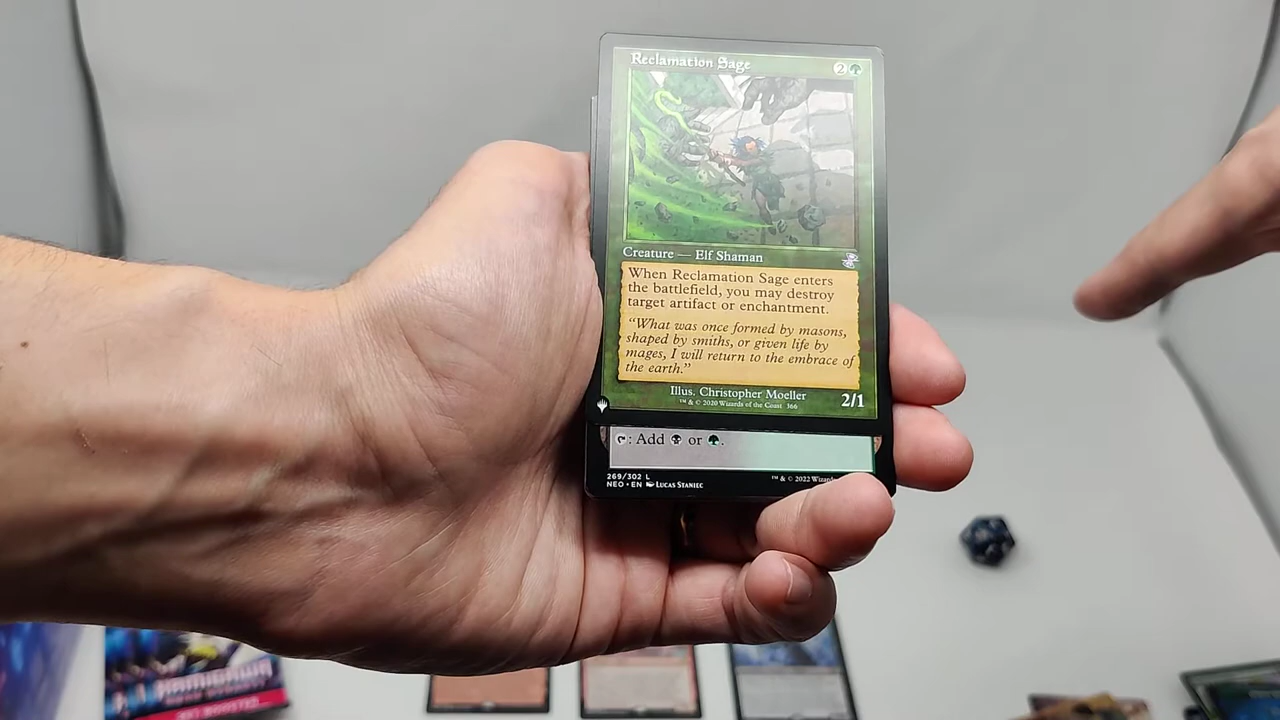 Reclamation Sage 2
Creature — Elf Shaman
When Reclamation Sage enters
the battlefield, you may destroy
target artifact or enchantment.
"What was once formed by masons,
shaped by smiths, or given life by
mages, I will return to the embrace of
the earth."
Illus. Christopher Moeller
™ & © 2020 Wizards of the Coast 366
2/1
: Add or .
269/302 L
NEO • EN LUCAS STANIEC
™ & © 2022 Wizards
KAMIGAWA